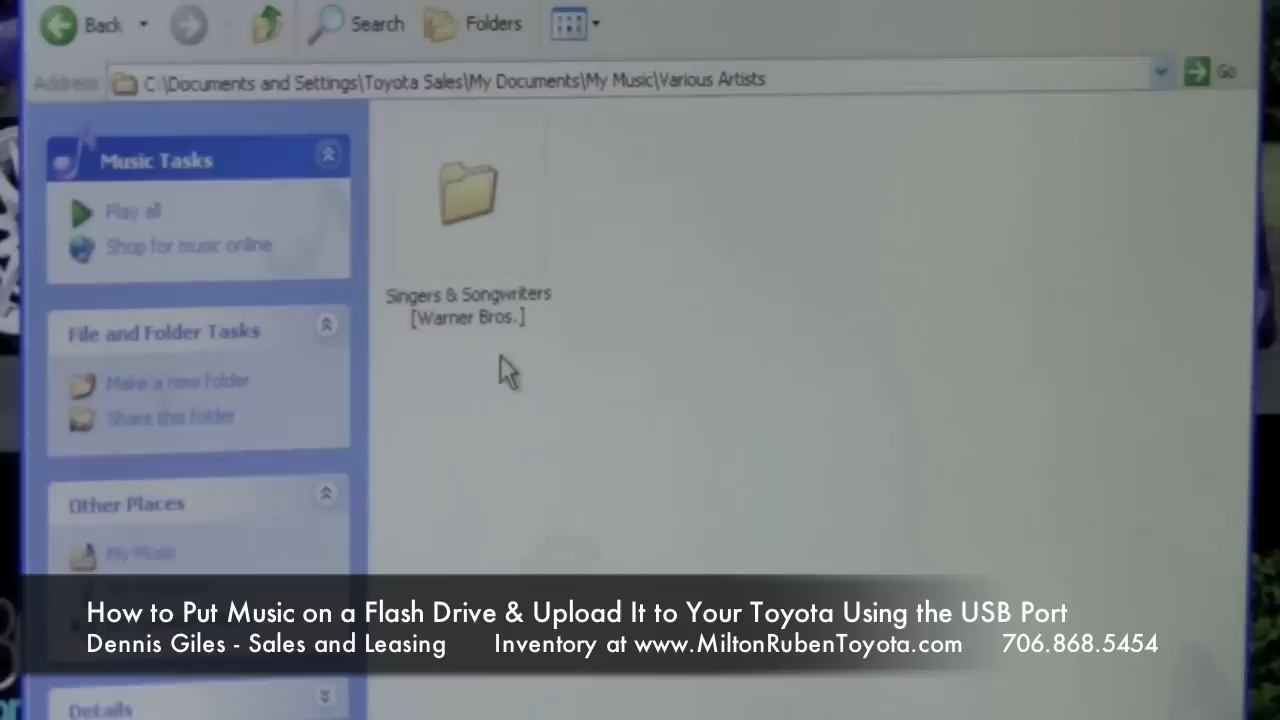 Back
Search
Folders
Address
C:\Documents and Settings\Toyota Sales\My Documents\My Music\Various Artists
Go
Music Tasks
Play all
Shop for music online
File and Folder Tasks
Make a new folder
Share this folder
Other Places
My Music
Details
Singers & Songwriters
[Warner Bros.]
How to Put Music on a Flash Drive & Upload It to Your Toyota Using the USB Port
Dennis Giles - Sales and Leasing Inventory at www.MiltonRubenToyota.com 706.868.5454